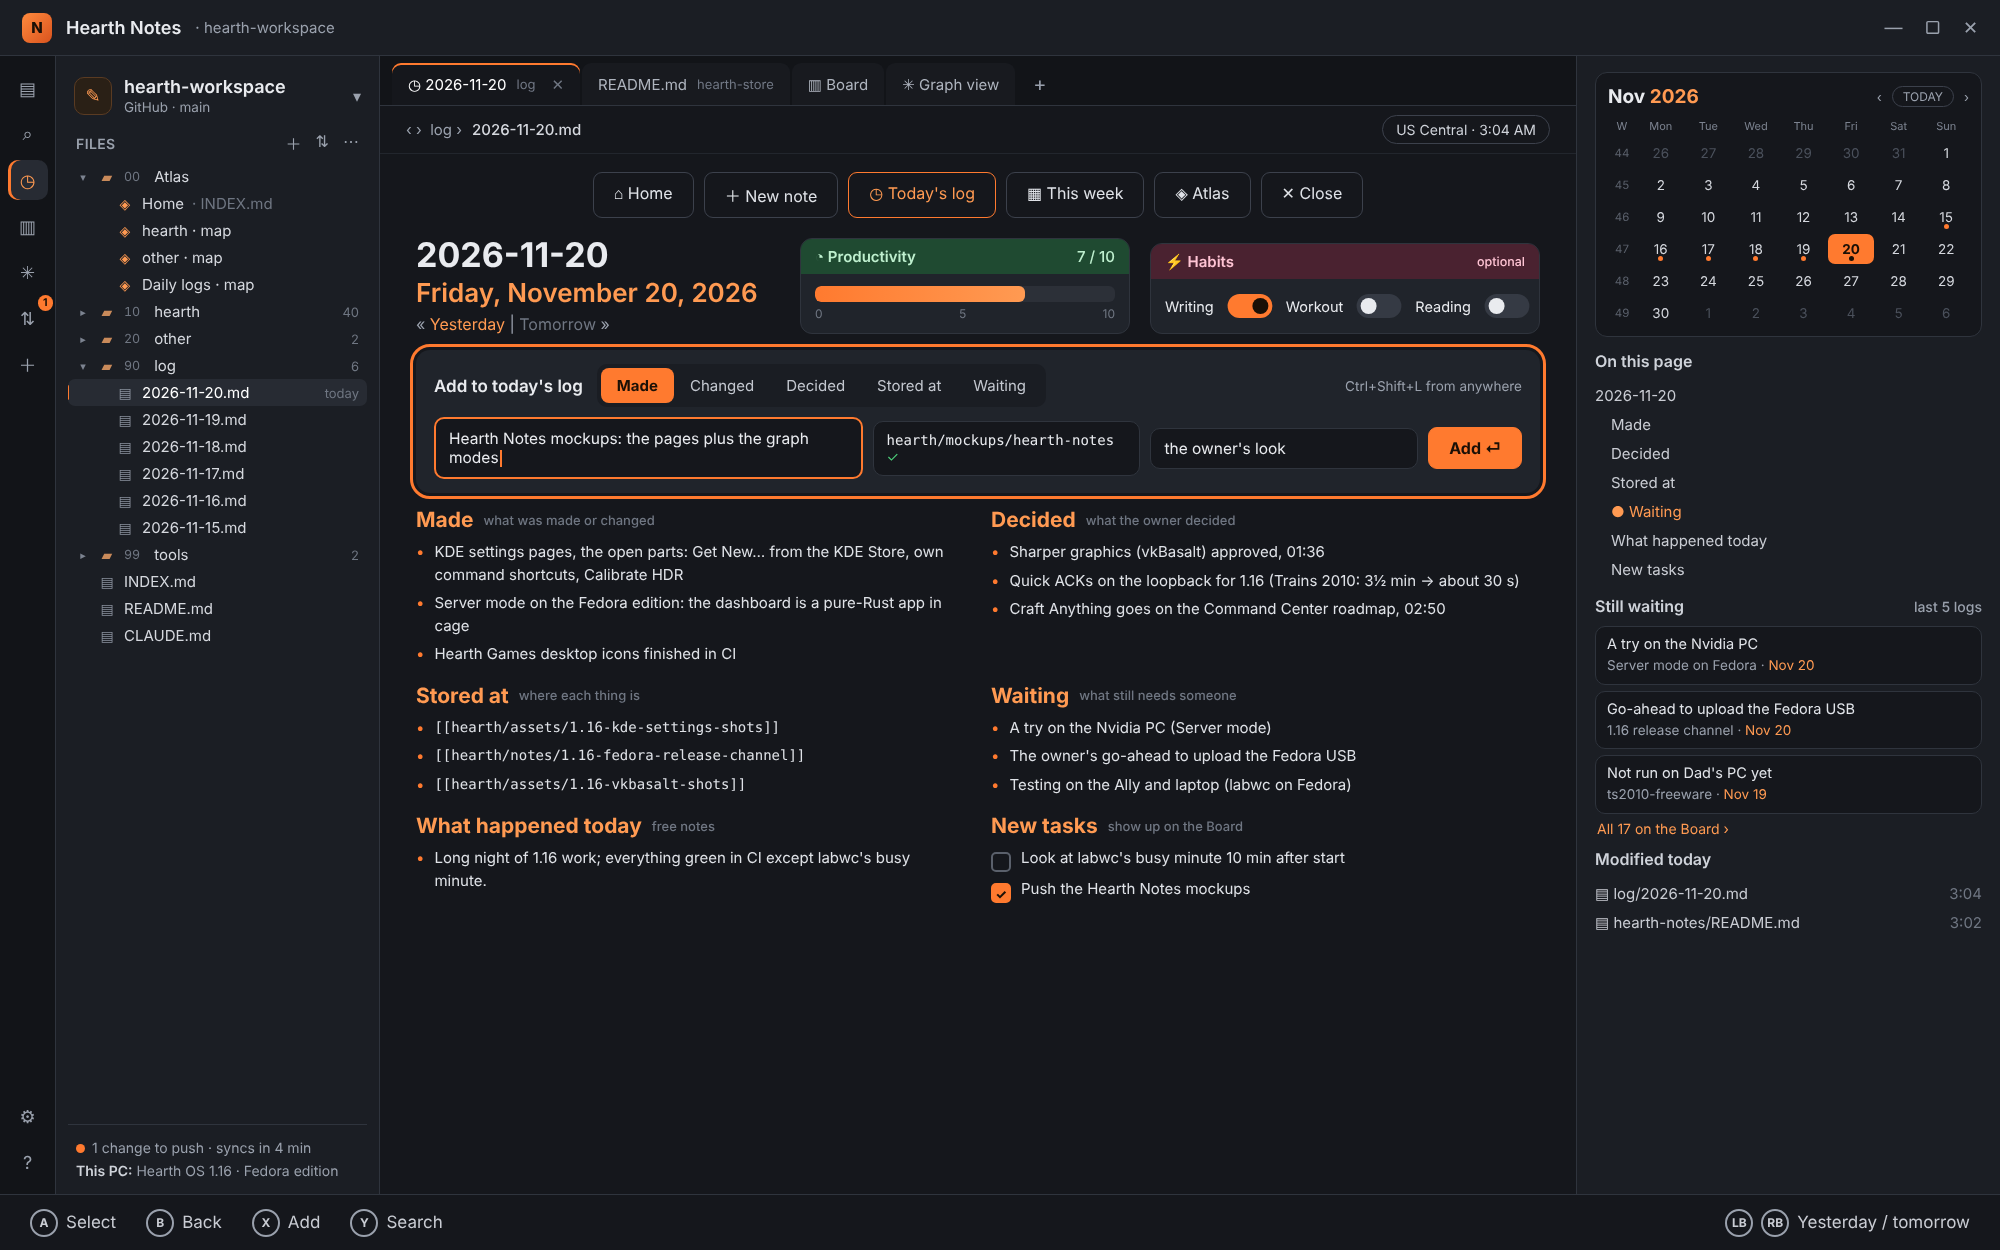 N Hearth Notes · hearth-workspace
hearth-workspace
GitHub · main
FILES
00 Atlas
Home · INDEX.md
hearth · map
other · map
Daily logs · map
10 hearth 40
20 other 2
90 log 6
2026-11-20.md today
2026-11-19.md
2026-11-18.md
2026-11-17.md
2026-11-16.md
2026-11-15.md
99 tools 2
INDEX.md
README.md
CLAUDE.md
1
?
1 change to push · syncs in 4 min
This PC: Hearth OS 1.16 · Fedora edition
2026-11-20 log ✕ README.md hearth-store Board Graph view +
‹ › log › 2026-11-20.md US Central · 3:04 AM
Home + New note Today's log This week Atlas ✕ Close
2026-11-20
Friday, November 20, 2026
« Yesterday | Tomorrow »
Productivity 7 / 10
0 5 10
Habits optional
Writing Workout Reading
Add to today's log Made Changed Decided Stored at Waiting Ctrl+Shift+L from anywhere
Hearth Notes mockups: the pages plus the graph
modes
hearth/mockups/hearth-notes
✓
the owner's look
Add ⏎
Made what was made or changed
• KDE settings pages, the open parts: Get New… from the KDE Store, own
command shortcuts, Calibrate HDR
• Server mode on the Fedora edition: the dashboard is a pure-Rust app in
cage
• Hearth Games desktop icons finished in CI
Decided what the owner decided
• Sharper graphics (vkBasalt) approved, 01:36
• Quick ACKs on the loopback for 1.16 (Trains 2010: 3½ min → about 30 s)
• Craft Anything goes on the Command Center roadmap, 02:50
Stored at where each thing is
• [[hearth/assets/1.16-kde-settings-shots]]
• [[hearth/notes/1.16-fedora-release-channel]]
• [[hearth/assets/1.16-vkbasalt-shots]]
Waiting what still needs someone
• A try on the Nvidia PC (Server mode)
• The owner's go-ahead to upload the Fedora USB
• Testing on the Ally and laptop (labwc on Fedora)
What happened today free notes
• Long night of 1.16 work; everything green in CI except labwc's busy
minute.
New tasks show up on the Board
Look at labwc's busy minute 10 min after start
Push the Hearth Notes mockups
Nov 2026 ‹ TODAY ›
W Mon Tue Wed Thu Fri Sat Sun
44 26 27 28 29 30 31 1
45 2 3 4 5 6 7 8
46 9 10 11 12 13 14 15
47 16 17 18 19 20 21 22
48 23 24 25 26 27 28 29
49 30 1 2 3 4 5 6
On this page
2026-11-20
Made
Decided
Stored at
Waiting
What happened today
New tasks
Still waiting last 5 logs
A try on the Nvidia PC
Server mode on Fedora · Nov 20
Go-ahead to upload the Fedora USB
1.16 release channel · Nov 20
Not run on Dad's PC yet
ts2010-freeware · Nov 19
All 17 on the Board ›
Modified today
log/2026-11-20.md 3:04
hearth-notes/README.md 3:02
A Select B Back X Add Y Search LB RB Yesterday / tomorrow